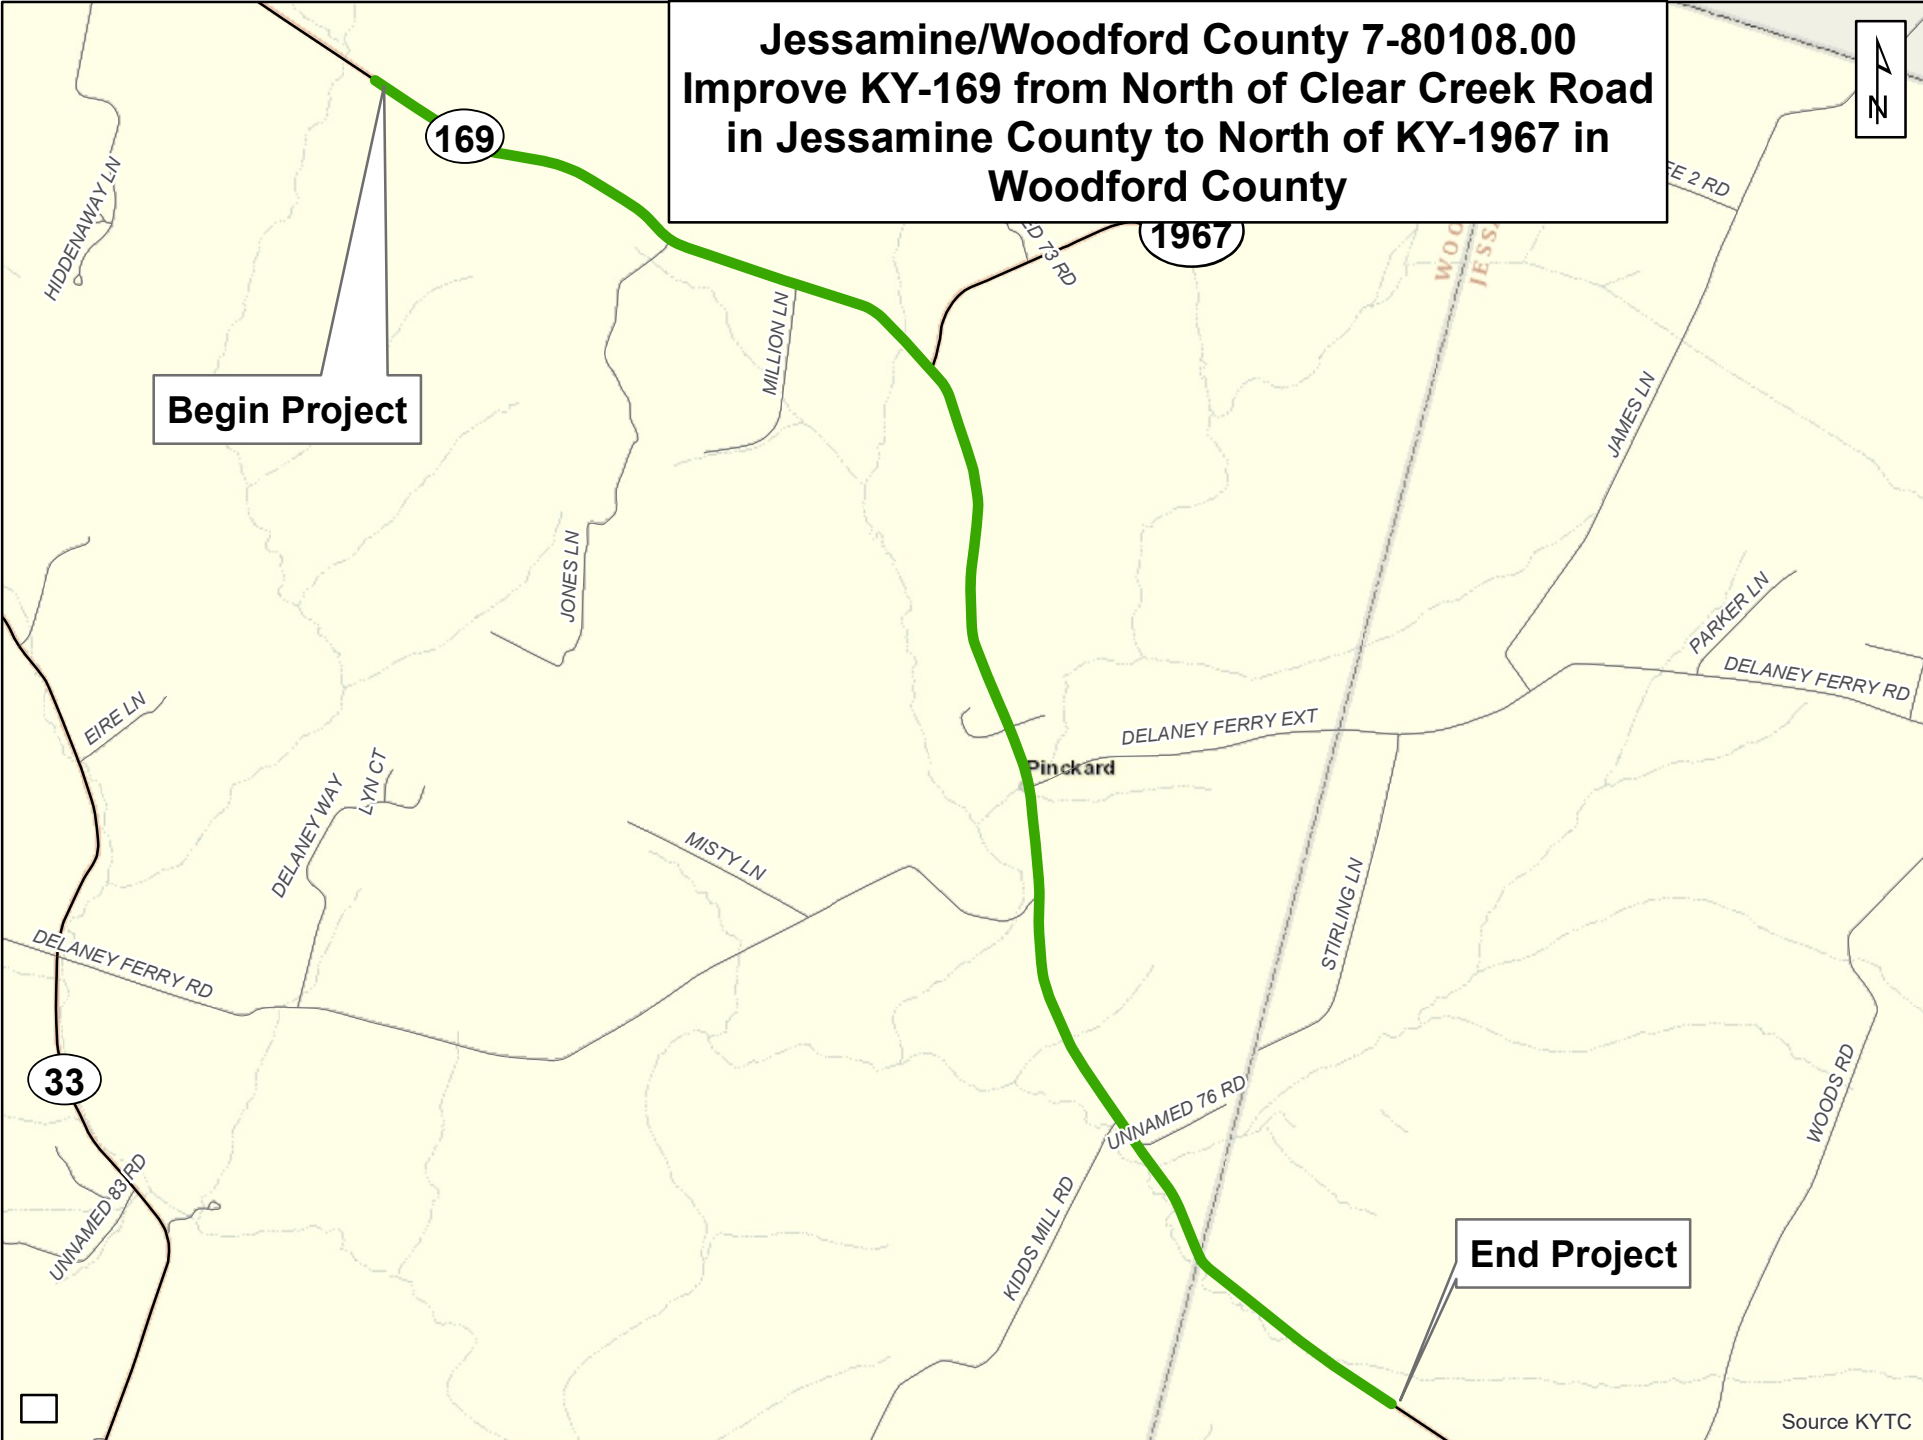 Jessamine/Woodford County 7-80108.00
Improve KY-169 from North of Clear Creek Road
in Jessamine County to North of KY-1967 in
Woodford County
N
169
1967
HIDDENAWAY LN
73 RD
2 RD
MILLION LN
Begin Project
JAMES LN
JONES LN
PARKER LN
DELANEY FERRY RD
EIRE LN
DELANEY FERRY EXT
Pinckard
LYN CT
DELANEY WAY
MISTY LN
STIRLING LN
DELANEY FERRY RD
33
WOODS RD
UNNAMED 76 RD
UNNAMED 83 RD
KIDDS MILL RD
End Project
Source KYTC